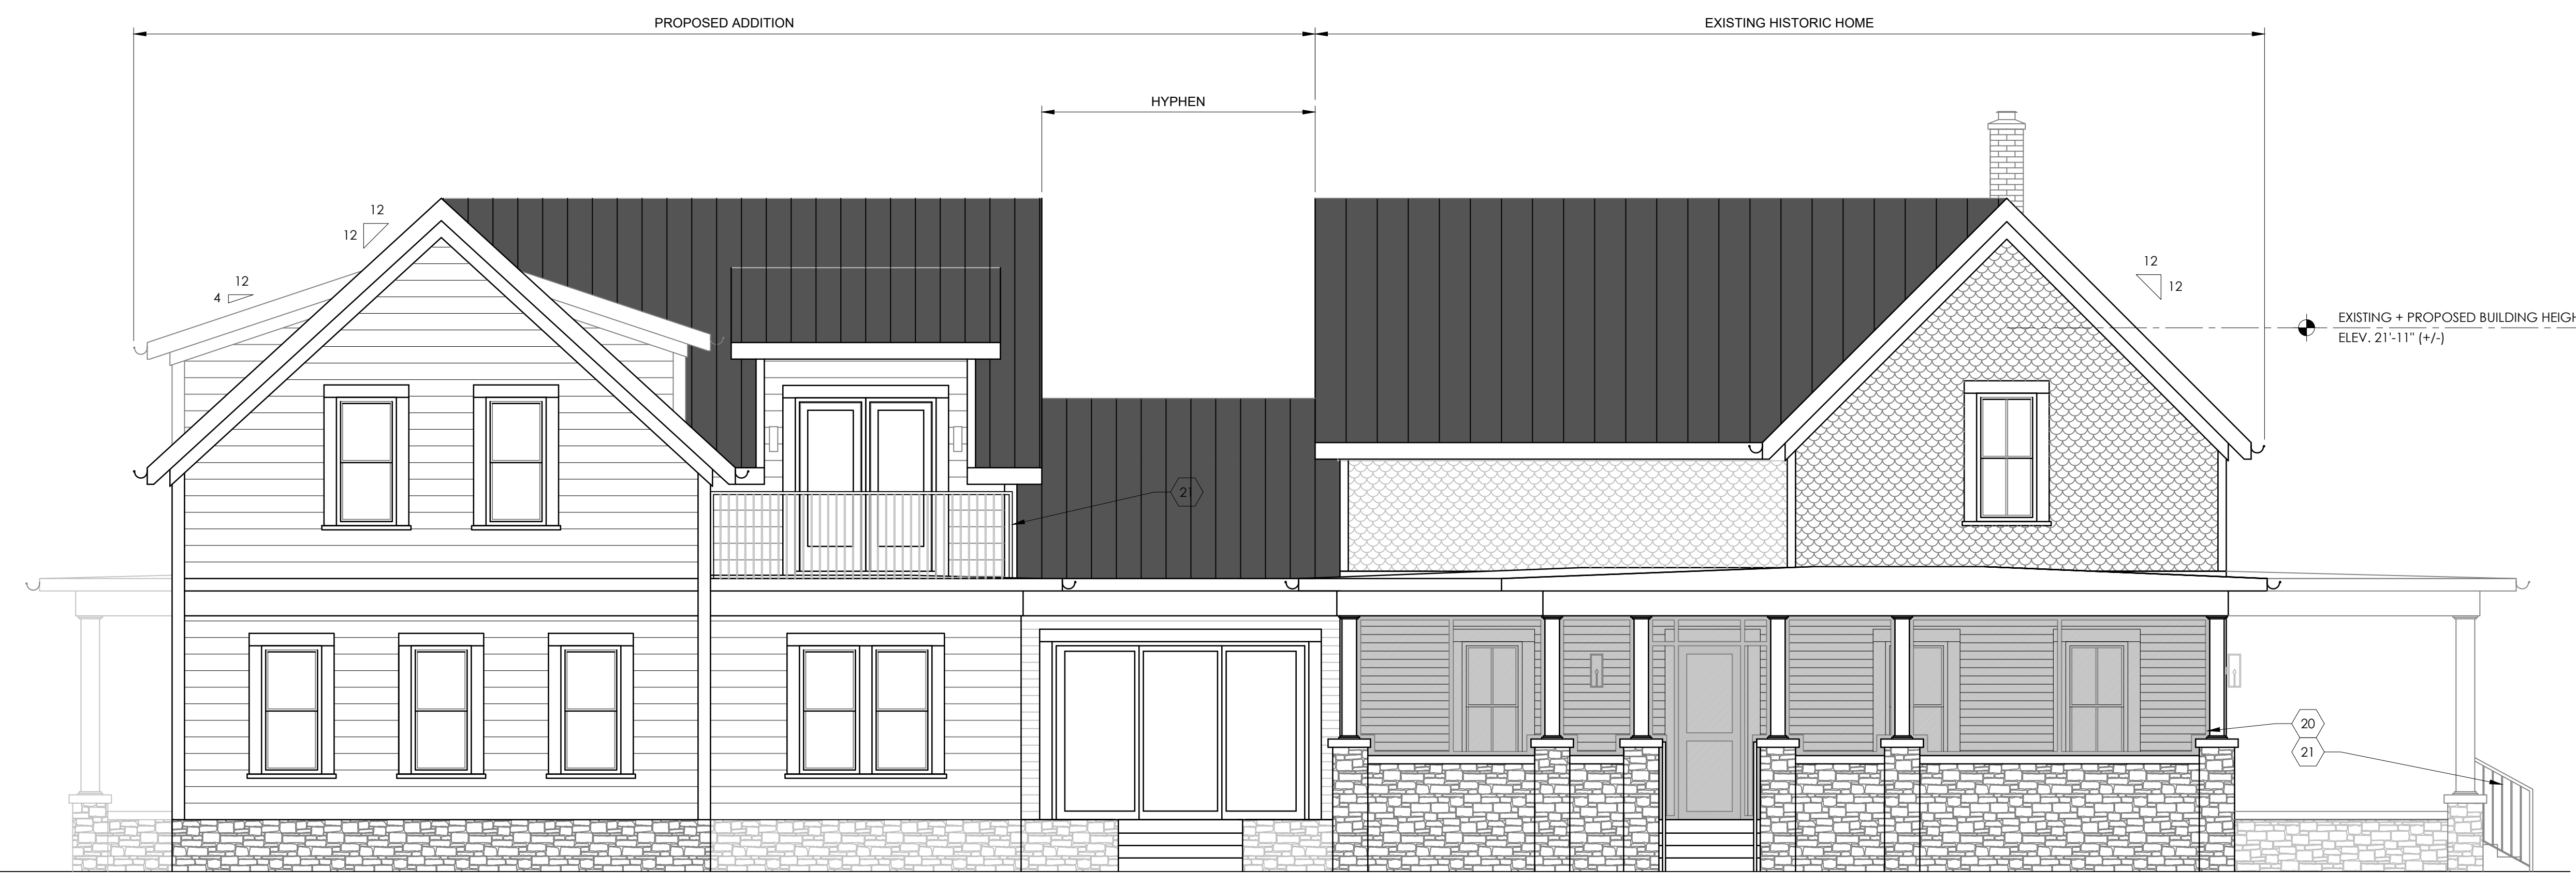 PROPOSED ADDITION
EXISTING HISTORIC HOME
HYPHEN
12
12
12
4
12
12
EXISTING + PROPOSED BUILDING HEIGH
ELEV. 21'-11" (+/-)
21
20
21